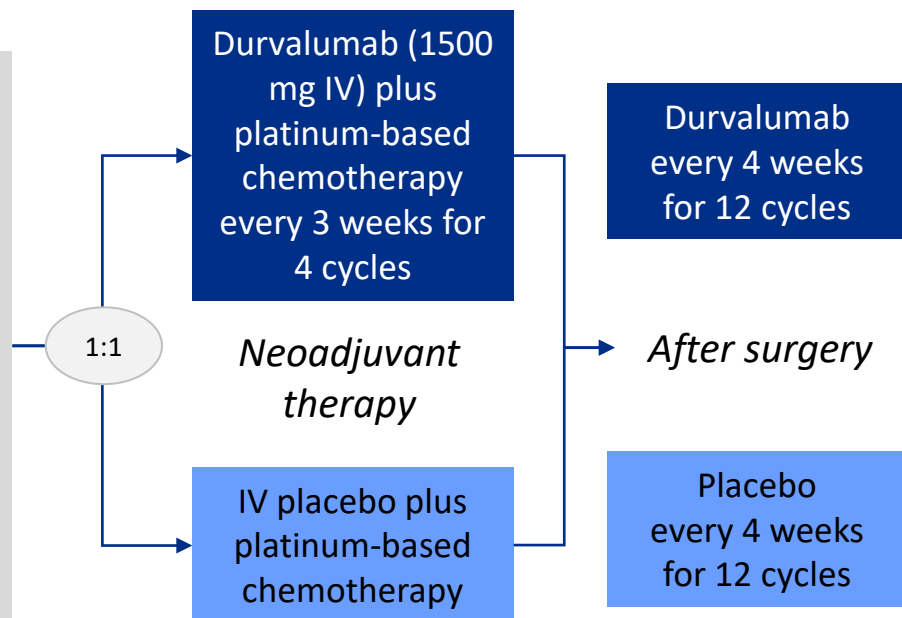 1:1
Durvalumab (1500
mg IV) plus
platinum-based
chemotherapy
every 3 weeks for
4 cycles
Neoadjuvant
therapy
IV placebo plus
platinum-based
chemotherapy
Durvalumab
every 4 weeks
for 12 cycles
After surgery
Placebo
every 4 weeks
for 12 cycles